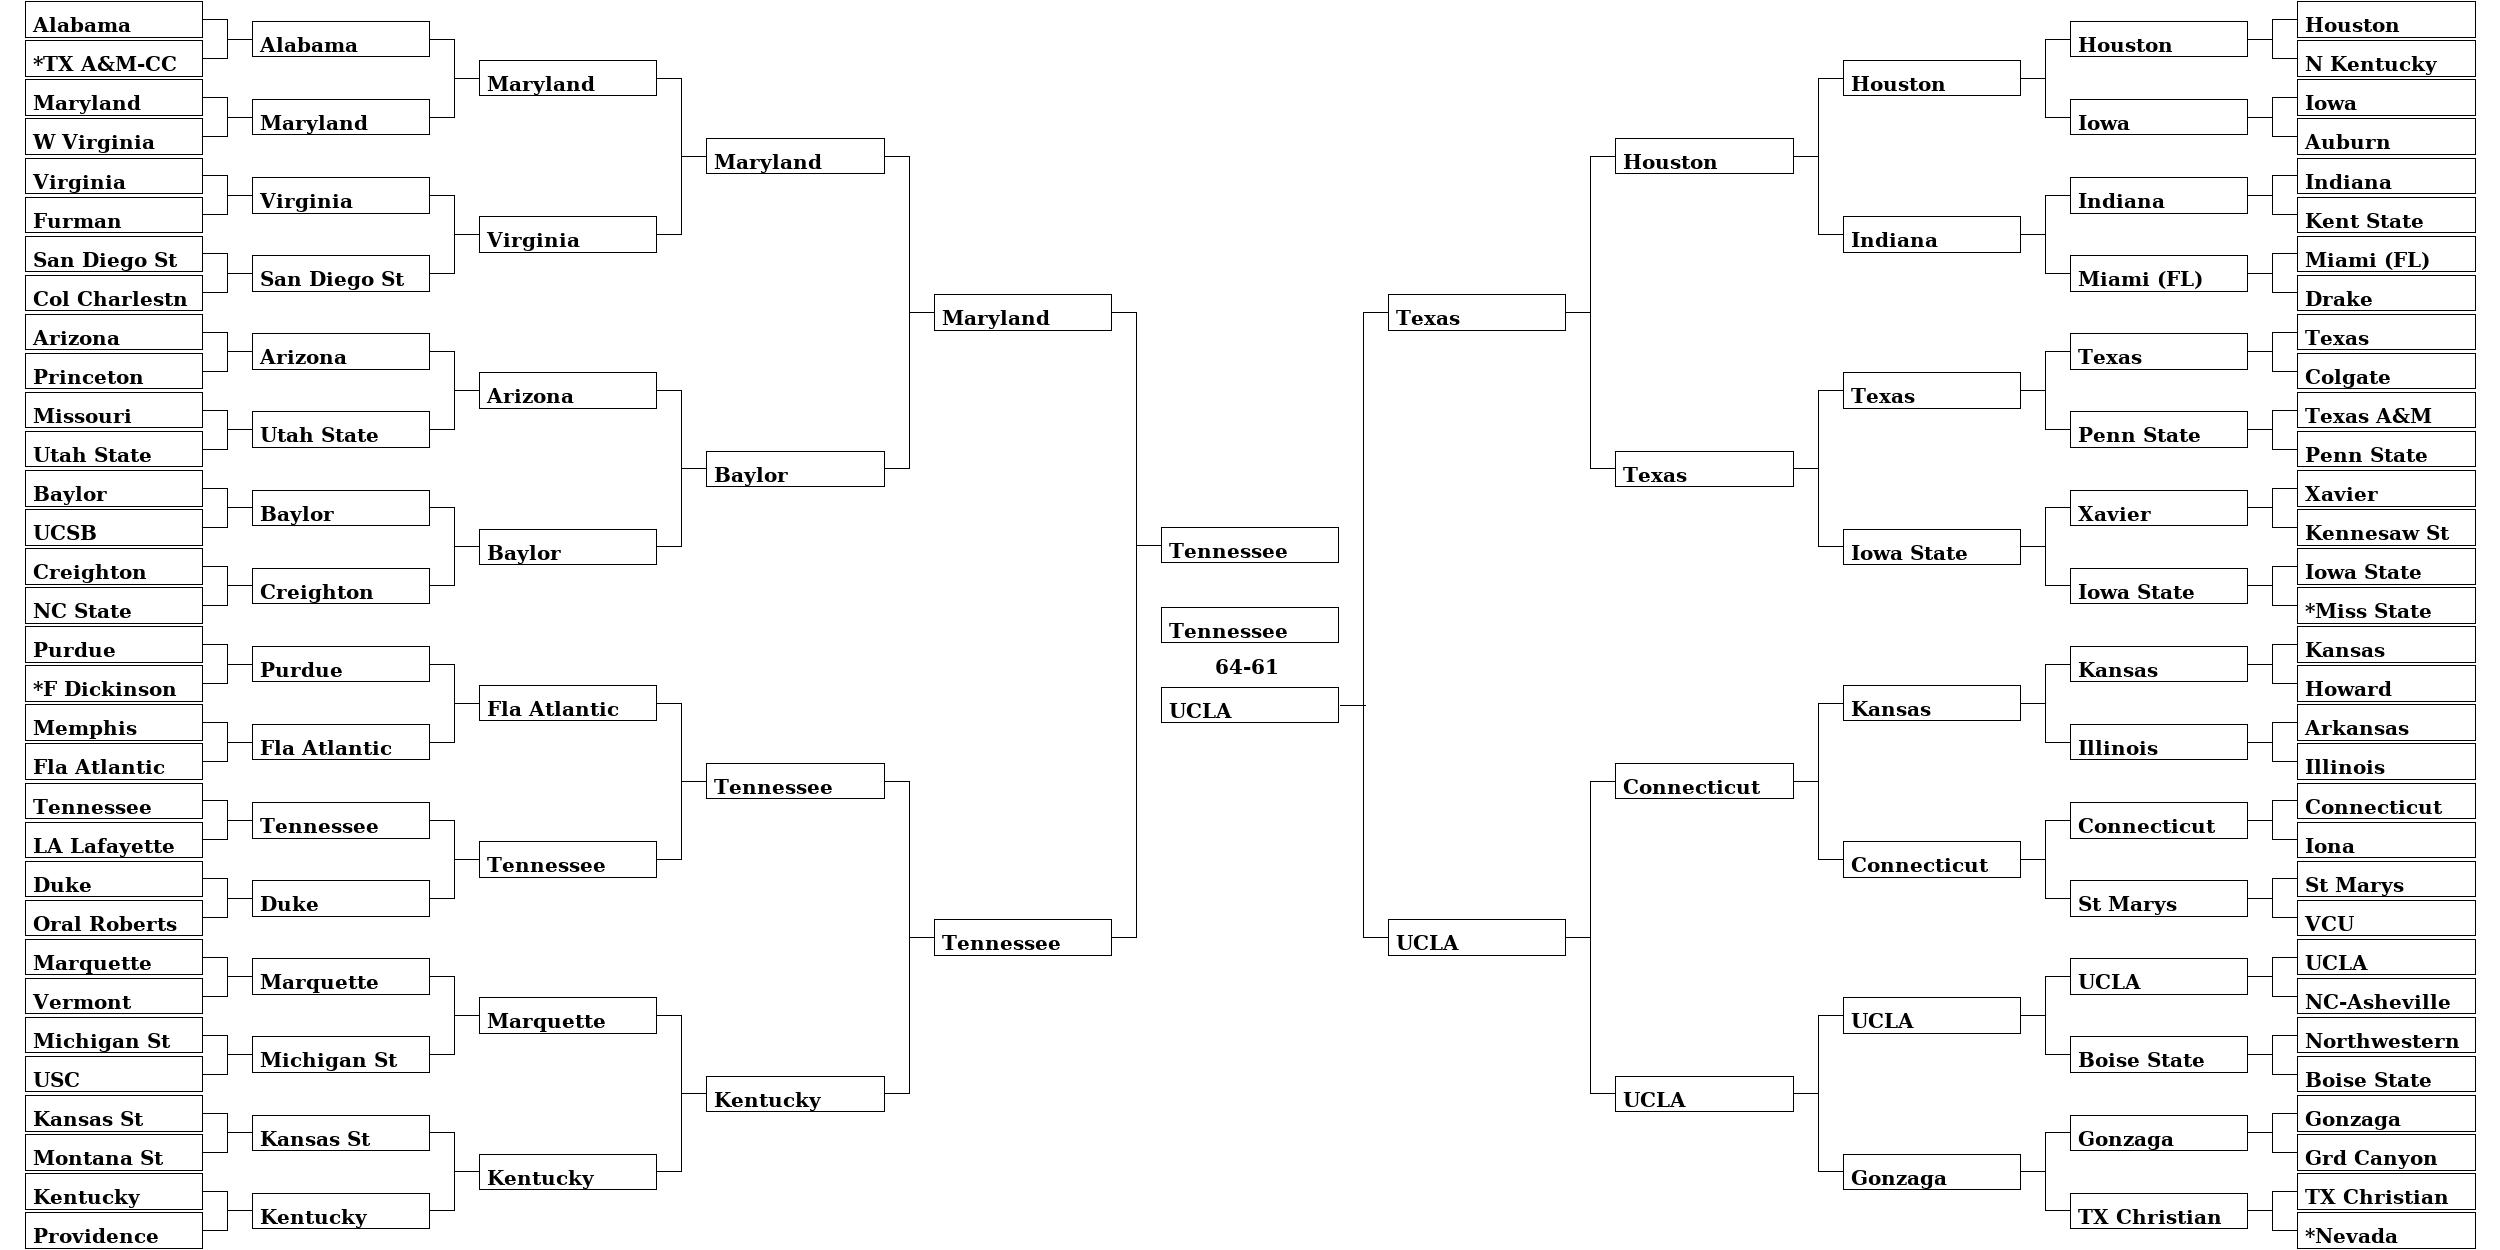 Alabama
*TX A&M-CC
Maryland
W Virginia
Virginia
Furman
San Diego St
Col Charlestn
Arizona
Princeton
Missouri
Utah State
Baylor
UCSB
Creighton
NC State
Purdue
*F Dickinson
Memphis
Fla Atlantic
Tennessee
LA Lafayette
Duke
Oral Roberts
Marquette
Vermont
Michigan St
USC
Kansas St
Montana St
Kentucky
Providence
Alabama
Maryland
Virginia
San Diego St
Arizona
Utah State
Baylor
Creighton
Purdue
Fla Atlantic
Tennessee
Duke
Marquette
Michigan St
Kansas St
Kentucky
Maryland
Virginia
Arizona
Baylor
Fla Atlantic
Tennessee
Marquette
Kentucky
Maryland
Baylor
Tennessee
Kentucky
Maryland
Tennessee
Tennessee
Tennessee
64-61
UCLA
Texas
UCLA
Houston
Texas
Connecticut
UCLA
Houston
Indiana
Texas
Iowa State
Kansas
Connecticut
UCLA
Gonzaga
Houston
Iowa
Indiana
Miami (FL)
Texas
Penn State
Xavier
Iowa State
Kansas
Illinois
Connecticut
St Marys
UCLA
Boise State
Gonzaga
TX Christian
Houston
N Kentucky
Iowa
Auburn
Indiana
Kent State
Miami (FL)
Drake
Texas
Colgate
Texas A&M
Penn State
Xavier
Kennesaw St
Iowa State
*Miss State
Kansas
Howard
Arkansas
Illinois
Connecticut
Iona
St Marys
VCU
UCLA
NC-Asheville
Northwestern
Boise State
Gonzaga
Grd Canyon
TX Christian
*Nevada